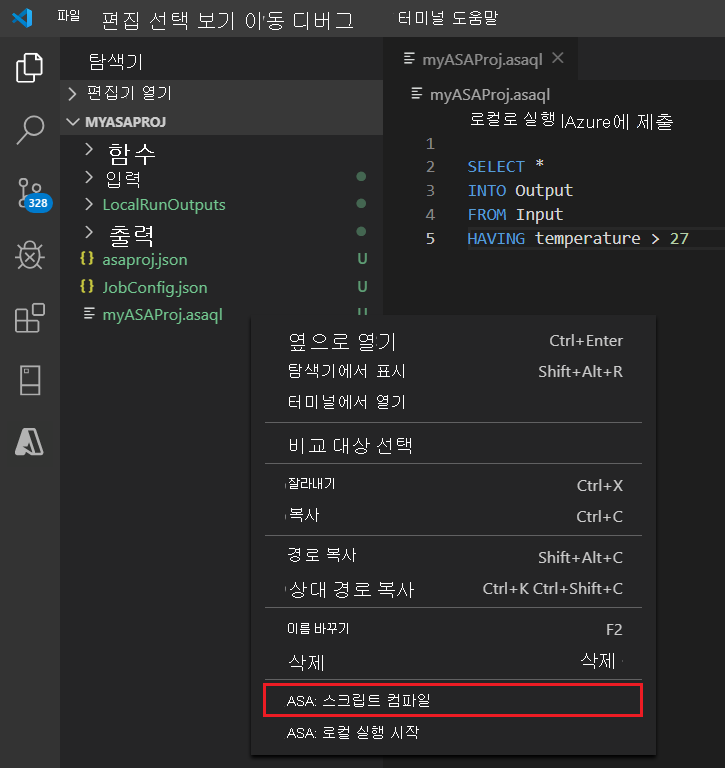 파일 편집 선택 보기 이동 디버그 터미널 도움말
탐색기
편집기 열기
MYASAPROJ
함수
입력
LocalRunOutputs
출력
{} asaproj.json U
{} JobConfig.json U
myASAProj.asaql U
328
myASAProj.asaql
myASAProj.asaql
로컬로 실행 |Azure에 제출
1
2 SELECT *
3 INTO Output
4 FROM Input
5 HAVING temperature > 27
옆으로 열기 Ctrl+Enter
탐색기에서 표시 Shift+Alt+R
터미널에서 열기
비교 대상 선택
잘라내기 Ctrl+X
복사 Ctrl+C
경로 복사 Shift+Alt+C
상대 경로 복사 Ctrl+K Ctrl+Shift+C
이름 바꾸기 F2
삭제 삭제
ASA: 스크립트 컴파일
ASA: 로컬 실행 시작